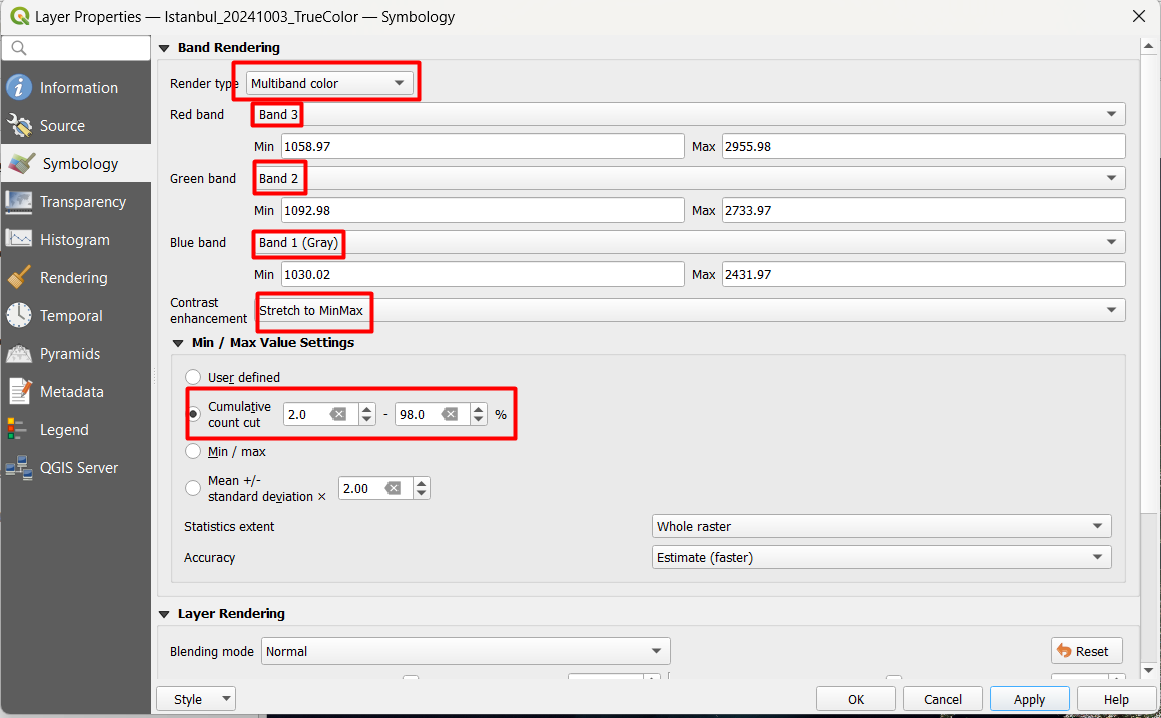 Layer Properties — Istanbul_20241003_TrueColor — Symbology
Information
Source
Symbology
Transparency
Histogram
Rendering
Temporal
Pyramids
Metadata
Legend
QGIS Server
Band Rendering
Render type Multiband color
Red band Band 3
Min 1058.97 Max 2955.98
Green band Band 2
Min 1092.98 Max 2733.97
Blue band Band 1 (Gray)
Min 1030.02 Max 2431.97
Contrast
enhancement Stretch to MinMax
Min / Max Value Settings
User defined
Cumulative
count cut 2.0 - 98.0 %
Min / max
Mean +/-
standard deviation × 2.00
Statistics extent Whole raster
Accuracy Estimate (faster)
Layer Rendering
Blending mode Normal Reset
Style OK Cancel Apply Help